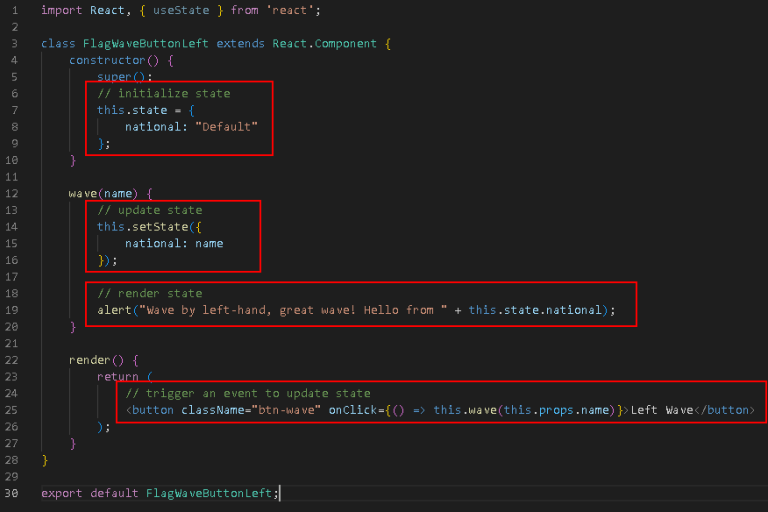 1 import React, { useState } from 'react';
2
3 class FlagWaveButtonLeft extends React.Component {
4 constructor() {
5 super();
6 // initialize state
7 this.state = {
8 national: "Default"
9 };
10 }
11
12 wave(name) {
13 // update state
14 this.setState({
15 national: name
16 });
17
18 // render state
19 alert("Wave by left-hand, great wave! Hello from " + this.state.national);
20 }
21
22 render() {
23 return (
24 // trigger an event to update state
25 <button className="btn-wave" onClick={() => this.wave(this.props.name)}>Left Wave</button>
26 );
27 }
28 }
29
30 export default FlagWaveButtonLeft;